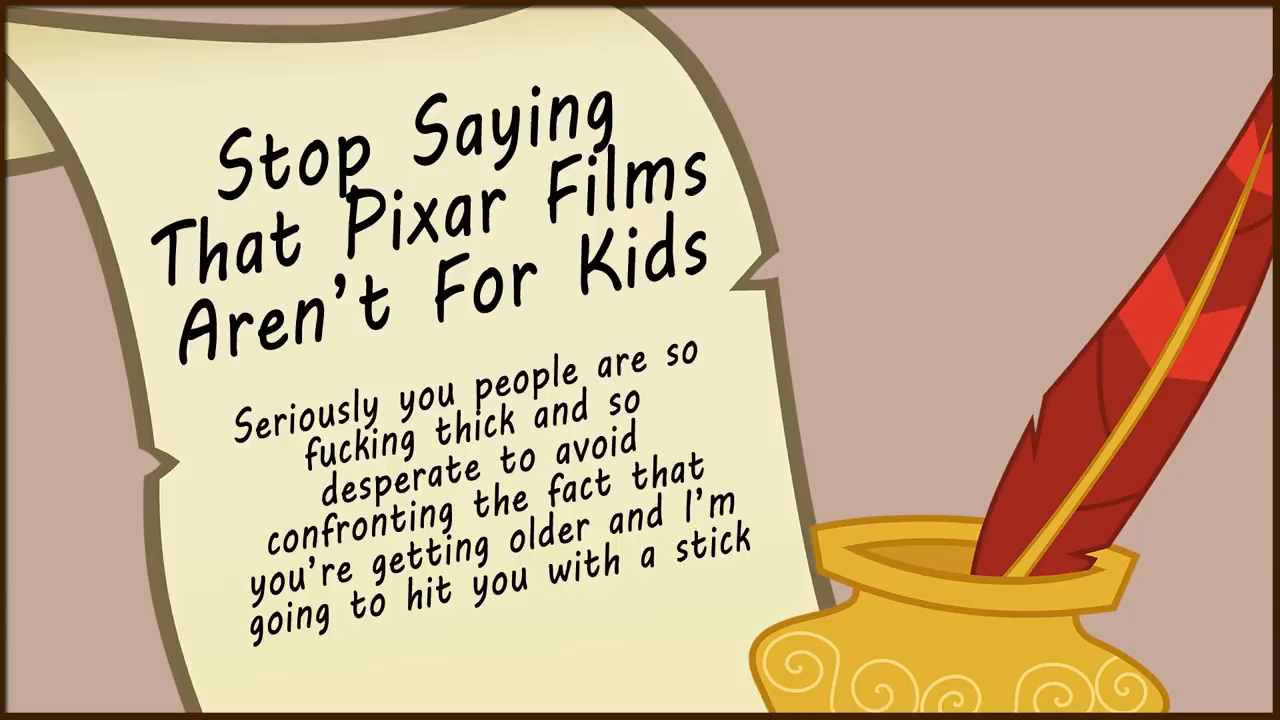 Stop Saying
That Pixar Films
Aren't For Kids
Seriously you people are so
fucking thick and so
desperate to avoid
confronting the fact that
you're getting older and I'm
going to hit you with a stick